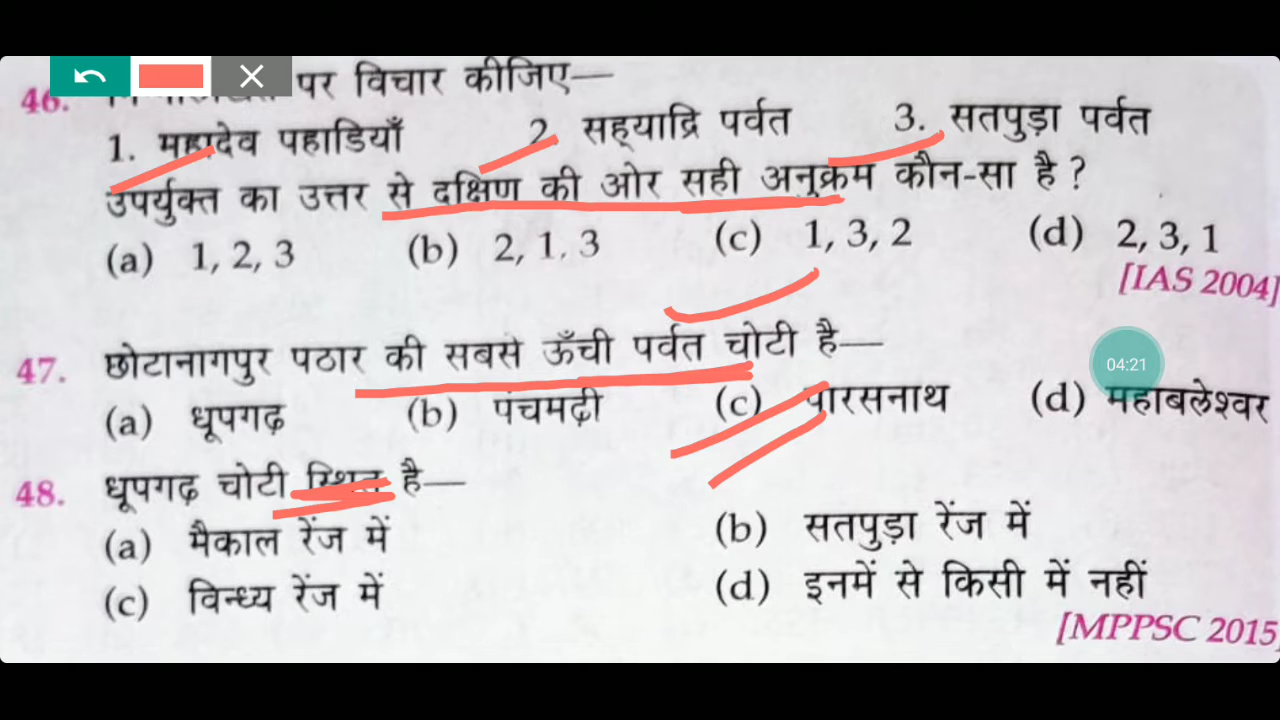 46. पर विचार कीजिए—
1. महादेव पहाडियाँ 2. सह्याद्रि पर्वत 3. सतपुड़ा पर्वत
उपर्युक्त का उत्तर से दक्षिण की ओर सही अनुक्रम कौन-सा है ?
(a) 1, 2, 3 (b) 2, 1, 3 (c) 1, 3, 2 (d) 2, 3, 1
[IAS 2004]
47. छोटानागपुर पठार की सबसे ऊँची पर्वत चोटी है—
04:21
(a) धूपगढ़ (b) पंचमढ़ी (c) पारसनाथ (d) महाबलेश्वर
48. धूपगढ़ चोटी स्थित है—
(a) मैकाल रेंज में (b) सतपुड़ा रेंज में
(c) विन्ध्य रेंज में (d) इनमें से किसी में नहीं
[MPPSC 2015]